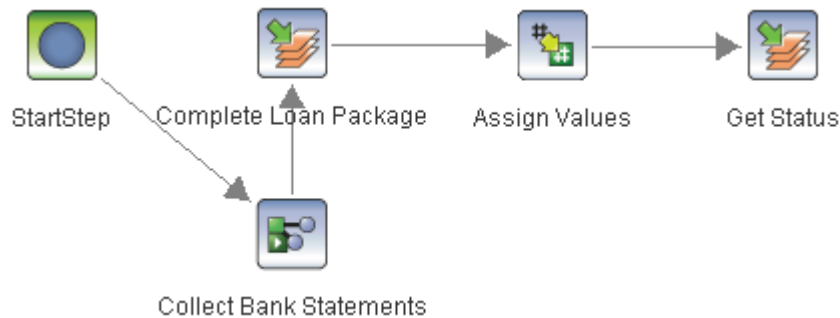 StartStep
Complete Loan Package
Assign Values
Get Status
Collect Bank Statements